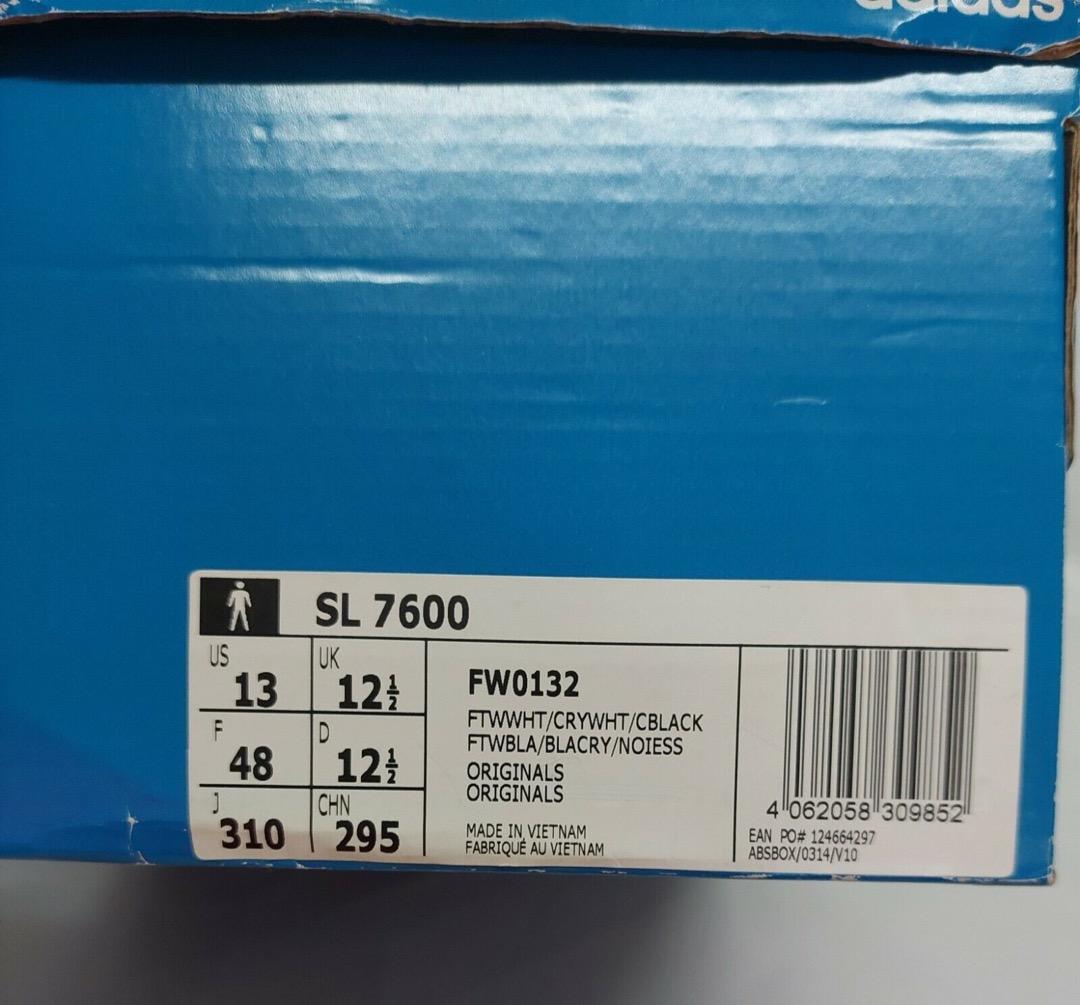 adidas
SL 7600
US
13
UK
12½
F
48
D
12½
J
310
CHN
295
FW0132
FTWWHT/CRYWHT/CBLACK
FTWBLA/BLACRY/NOIESS
ORIGINALS
ORIGINALS
MADE IN VIETNAM
FABRIQUÉ AU VIETNAM
4 062058 309852
EAN PO# 124664297
ABSBOX/0314/V10